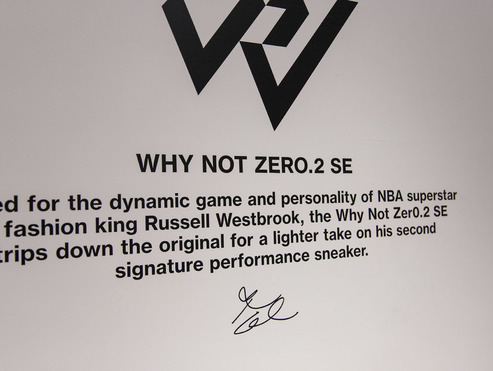 WHY NOT ZER0.2 SE
ed for the dynamic game and personality of NBA superstar
fashion king Russell Westbrook, the Why Not Zer0.2 SE
trips down the original for a lighter take on his second
signature performance sneaker.